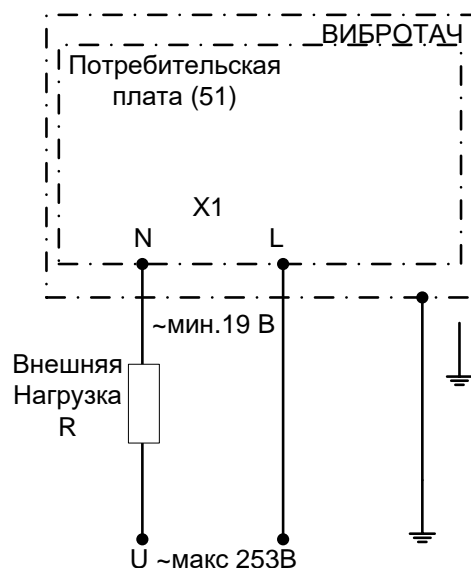 ВИБРОТАЧ
Потребительская
плата (51)
X1
N L
~мин.19 В
Внешняя
Нагрузка
R
U ~макс 253В